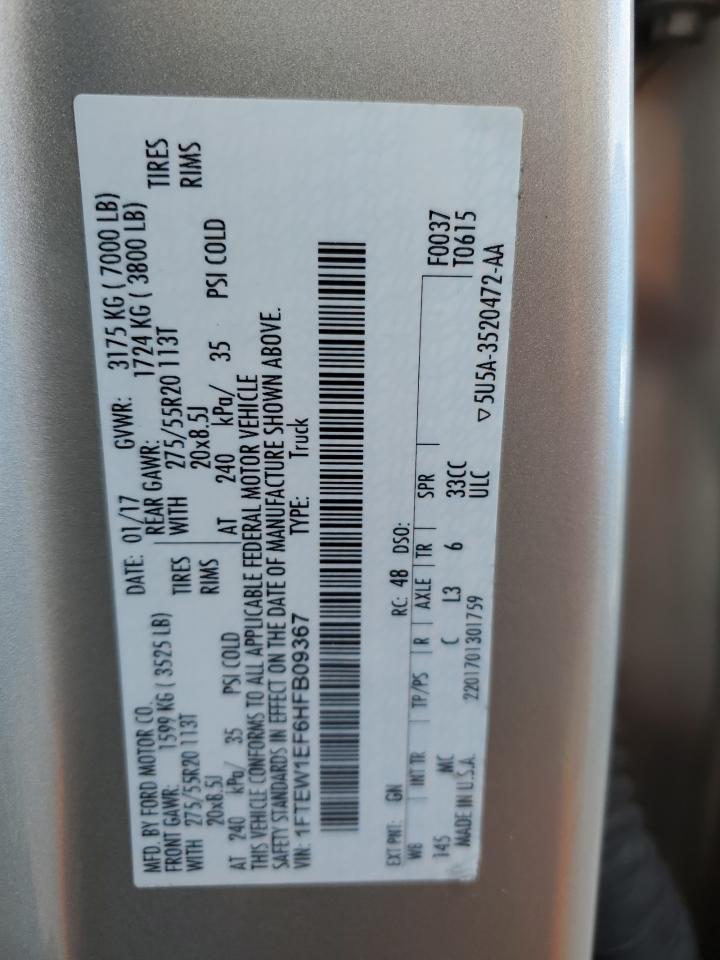 MFD. BY FORD MOTOR CO. DATE: 01/17 GVWR: 3175 KG ( 7000 LB)
FRONT GAWR: 1599 KG ( 3525 LB) REAR GAWR: 1724 KG ( 3800 LB)
WITH 275/55R20 113T TIRES WITH 275/55R20 113T TIRES
20x8.5J RIMS 20x8.5J RIMS
AT 240 kPa/ 35 PSI COLD AT 240 kPa/ 35 PSI COLD
THIS VEHICLE CONFORMS TO ALL APPLICABLE FEDERAL MOTOR VEHICLE
SAFETY STANDARDS IN EFFECT ON THE DATE OF MANUFACTURE SHOWN ABOVE.
VIN: 1FTEW1EF6HFB09367 TYPE: Truck
EXT PNT: GN RC: 48 DSO:
WB INT TR TP/PS R AXLE TR SPR F0037
145 MC C L3 6 33CC T0615
MADE IN U.S.A. 2201701301759 ULC ▽5U5A-3520472-AA